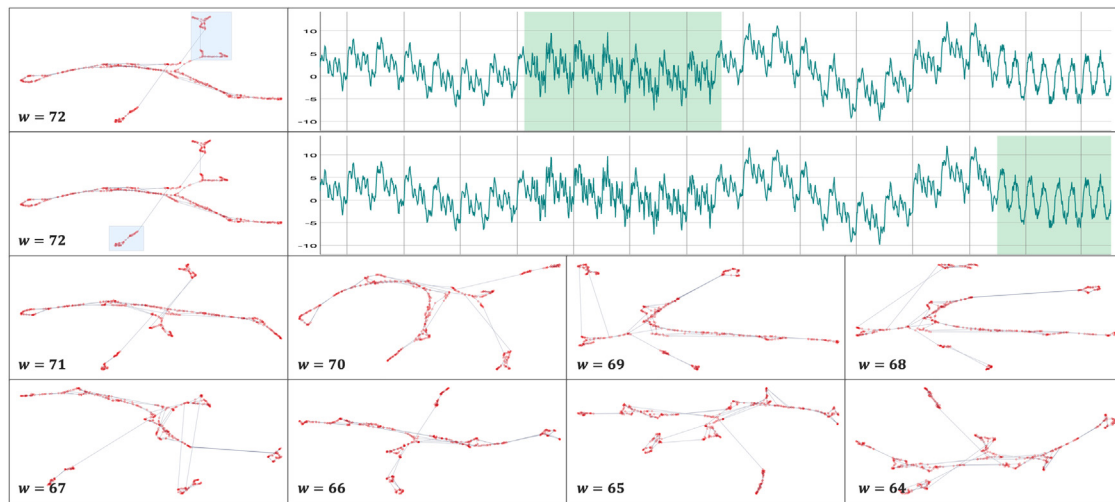 10
5
0
-5
-10
w = 72
10
5
0
-5
-10
w = 72
w = 71
w = 70
w = 69
w = 68
w = 67
w = 66
w = 65
w = 64